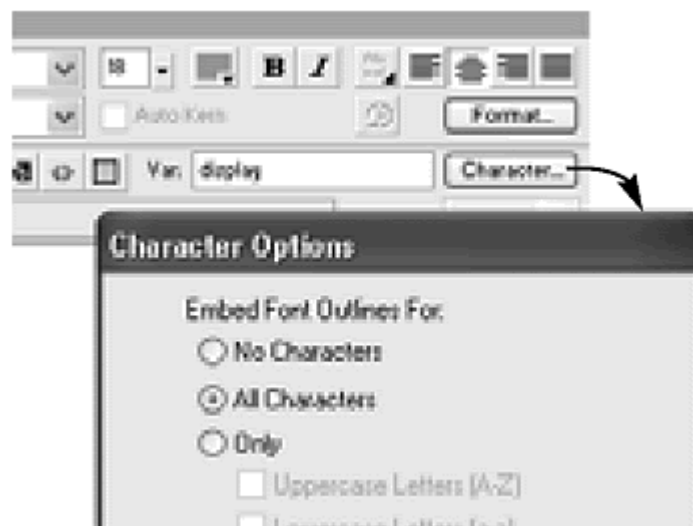 18 B I
Auto Kern Format...
Var: display Character...
Character Options
Embed Font Outlines For:
No Characters
All Characters
Only
Uppercase Letters [A-Z]